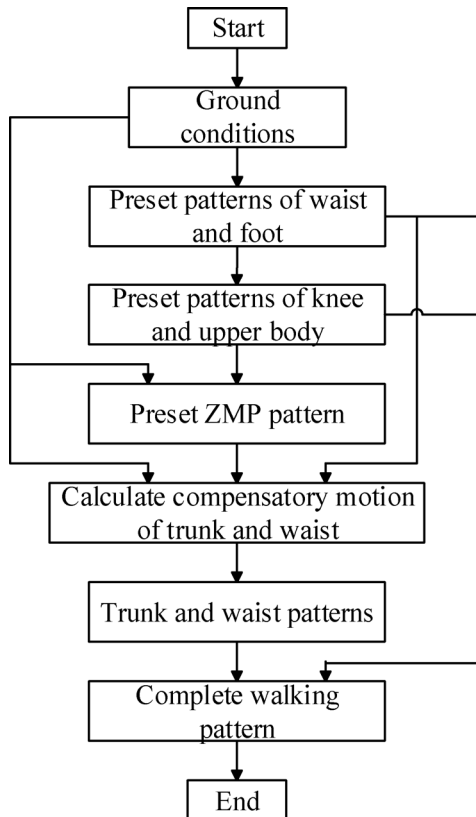 Start
Ground
conditions
Preset patterns of waist
and foot
Preset patterns of knee
and upper body
Preset ZMP pattern
Calculate compensatory motion
of trunk and waist
Trunk and waist patterns
Complete walking
pattern
End